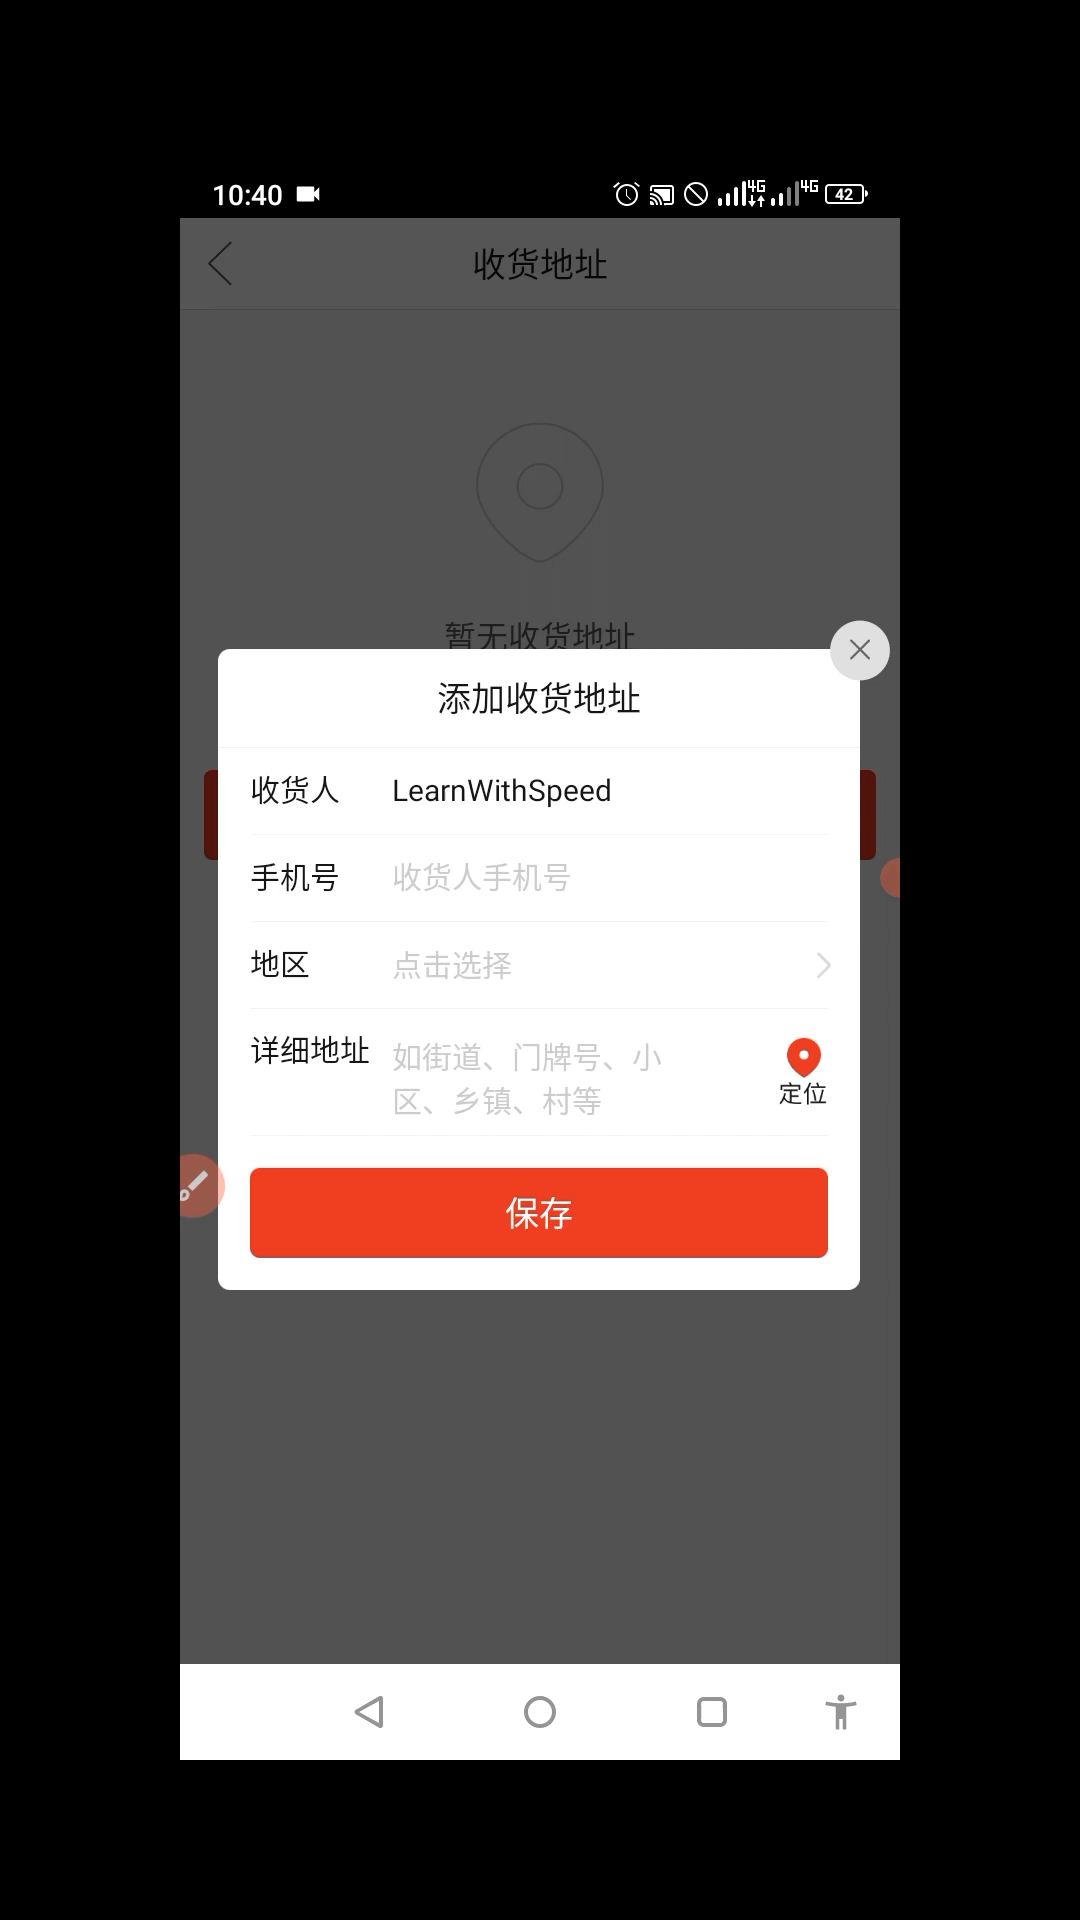 10:40
4G
4G
42
收货地址
暂无收货地址
添加收货地址
收货人 LearnWithSpeed
手机号 收货人手机号
地区 点击选择
详细地址 如街道、门牌号、小
区、乡镇、村等
定位
保存